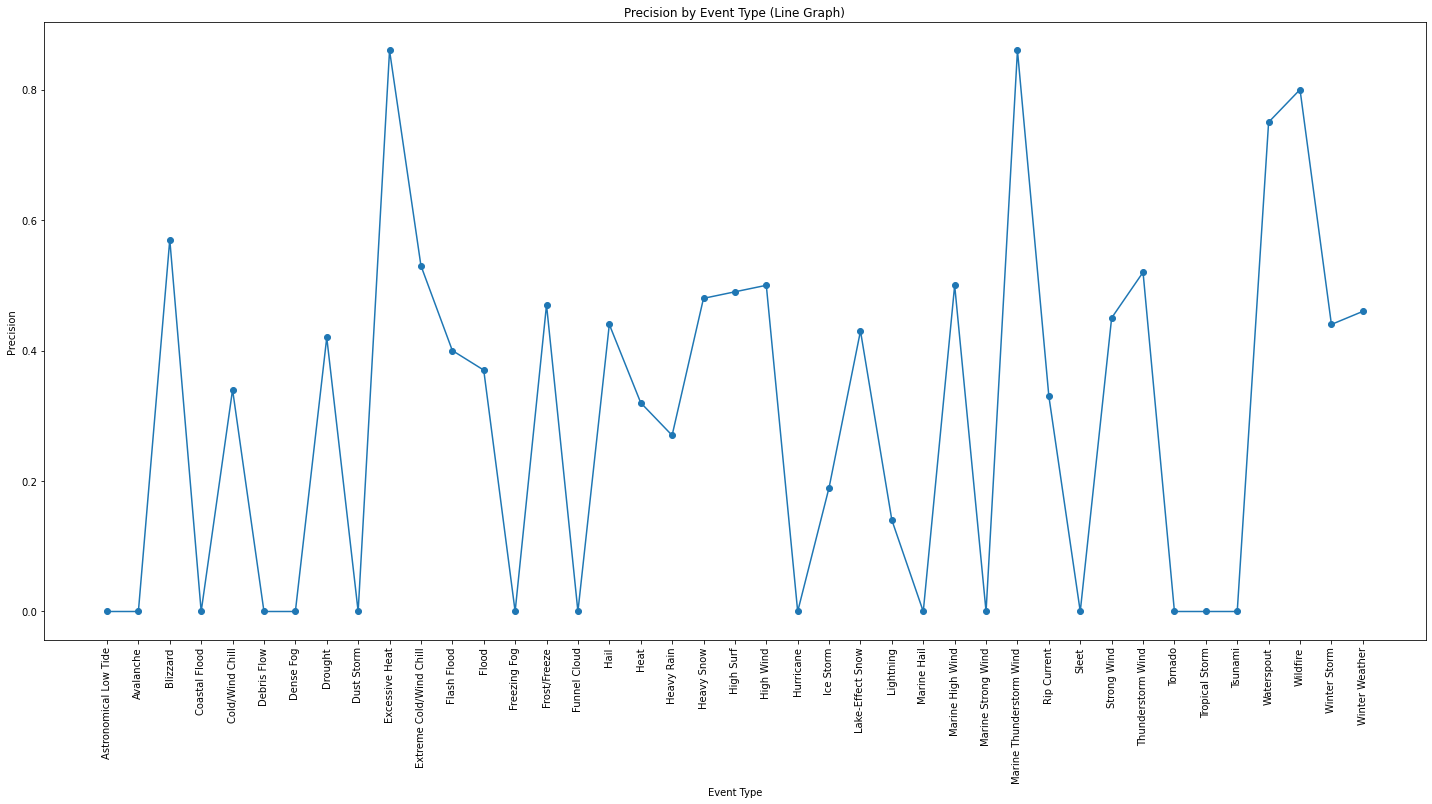 Precision by Event Type (Line Graph)
Precision
0.8
0.6
0.4
0.2
0.0
Astronomical Low Tide
Avalanche
Blizzard
Coastal Flood
Cold/Wind Chill
Debris Flow
Dense Fog
Drought
Dust Storm
Excessive Heat
Extreme Cold/Wind Chill
Flash Flood
Flood
Freezing Fog
Frost/Freeze
Funnel Cloud
Hail
Heat
Heavy Rain
Heavy Snow
High Surf
High Wind
Hurricane
Ice Storm
Lake-Effect Snow
Lightning
Marine Hail
Marine High Wind
Marine Strong Wind
Marine Thunderstorm Wind
Rip Current
Sleet
Strong Wind
Thunderstorm Wind
Tornado
Tropical Storm
Tsunami
Waterspout
Wildfire
Winter Storm
Winter Weather
Event Type